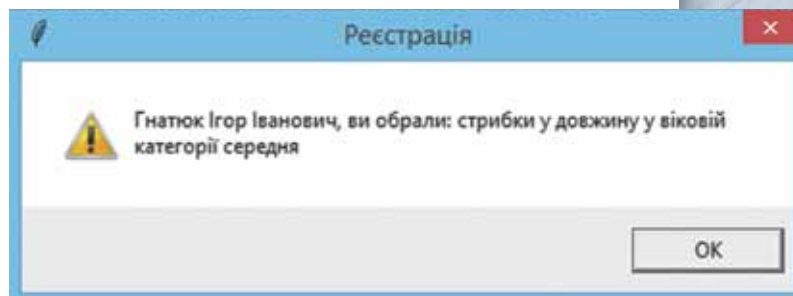 Реєстрація
Гнатюк Ігор Іванович, ви обрали: стрибки у довжину у віковій
категорії середня
OK